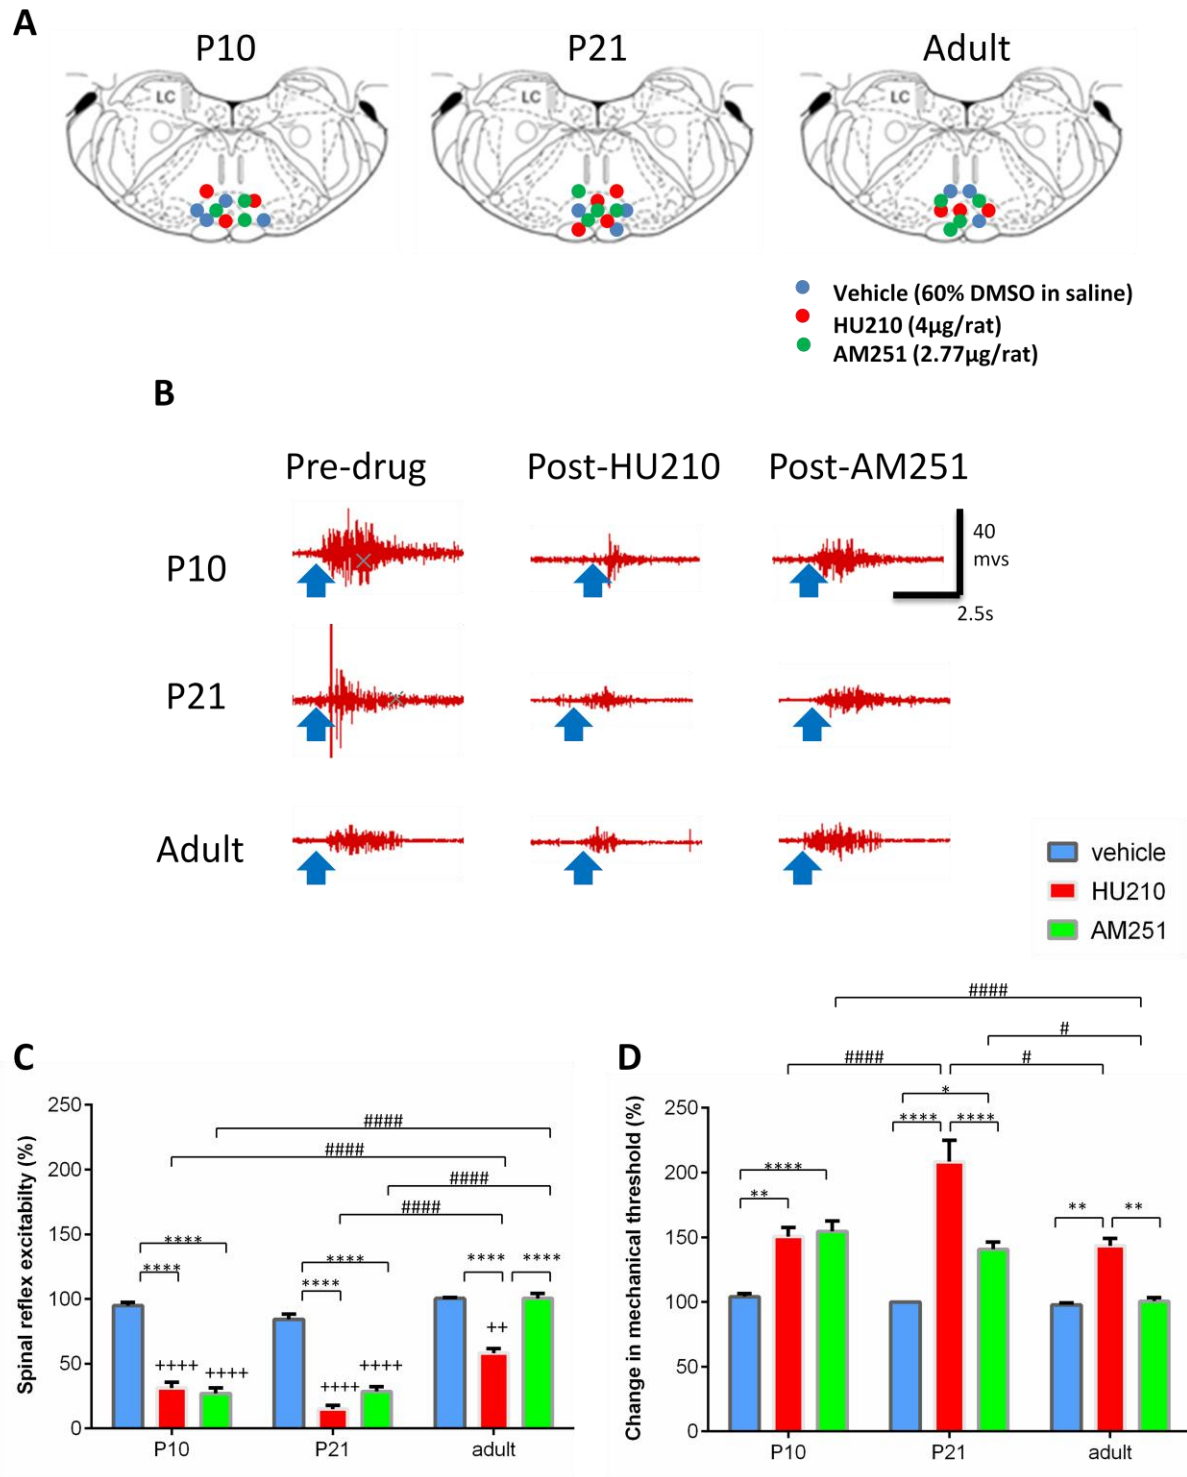 A
P10
P21
Adult
LC
LC
LC
Vehicle (60% DMSO in saline)
HU210 (4µg/rat)
AM251 (2.77µg/rat)
B
Pre-drug
Post-HU210
Post-AM251
P10
40
mvs
2.5s
P21
Adult
vehicle
HU210
AM251
C
Spinal reflex excitabilty (%)
250
200
150
100
50
0
####
####
####
####
****
****
****
****
****
****
++++
++++
++++
++++
++
P10
P21
adult
D
Change in mechanical threshold (%)
250
200
150
100
50
0
####
#
####
#
*
****
****
****
**
**
**
P10
P21
adult